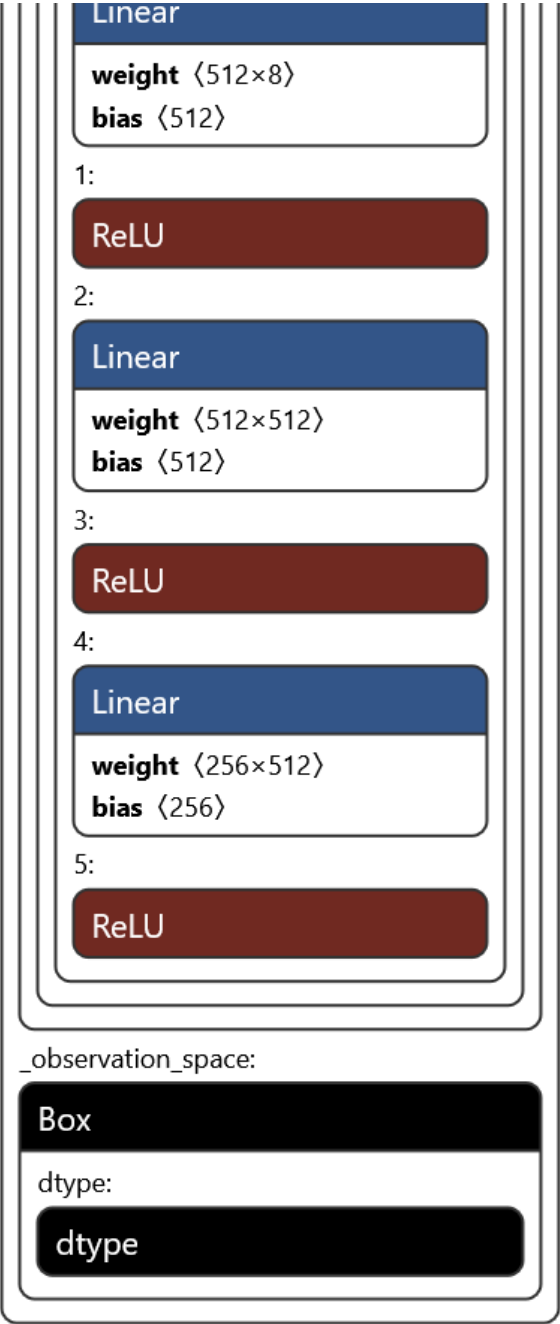 Linear
weight 〈512×8〉
bias 〈512〉
1:
ReLU
2:
Linear
weight 〈512×512〉
bias 〈512〉
3:
ReLU
4:
Linear
weight 〈256×512〉
bias 〈256〉
5:
ReLU
_observation_space:
Box
dtype:
dtype